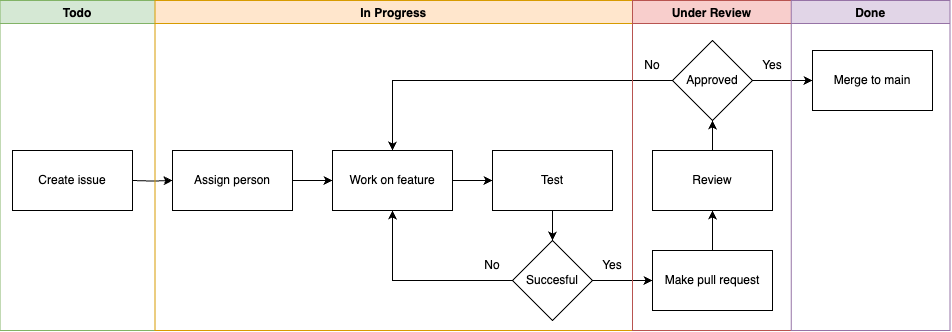 Todo
In Progress
Under Review
Done
No
Approved
Yes
Merge to main
Create issue
Assign person
Work on feature
Test
Review
No
Succesful
Yes
Make pull request